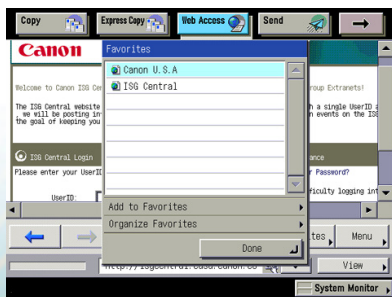 Copy
Express Copy
Web Access
Send
Canon
Favorites
Canon U.S.A
ISG Central
Welcome to Canon ISG Cen
roup Extranets!
The ISG Central website
h a single UserID
, we will be posting in
n events on the ISG
the goal of keeping you
ISG Central Login
ance
Please enter your UserID
r Password?
UserID:
ficulty logging int
Add to Favorites
Organize Favorites
Done
tes
Menu
View
System Monitor